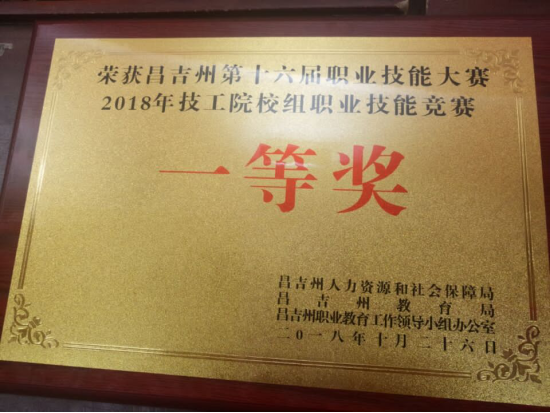 荣获昌吉州第十六届职业技能大赛
2018年技工院校组职业技能竞赛
一等奖
昌吉州人力资源和社会保障局
昌吉州教育局
昌吉州职业教育工作领导小组办公室
二〇一八年十月二十六日